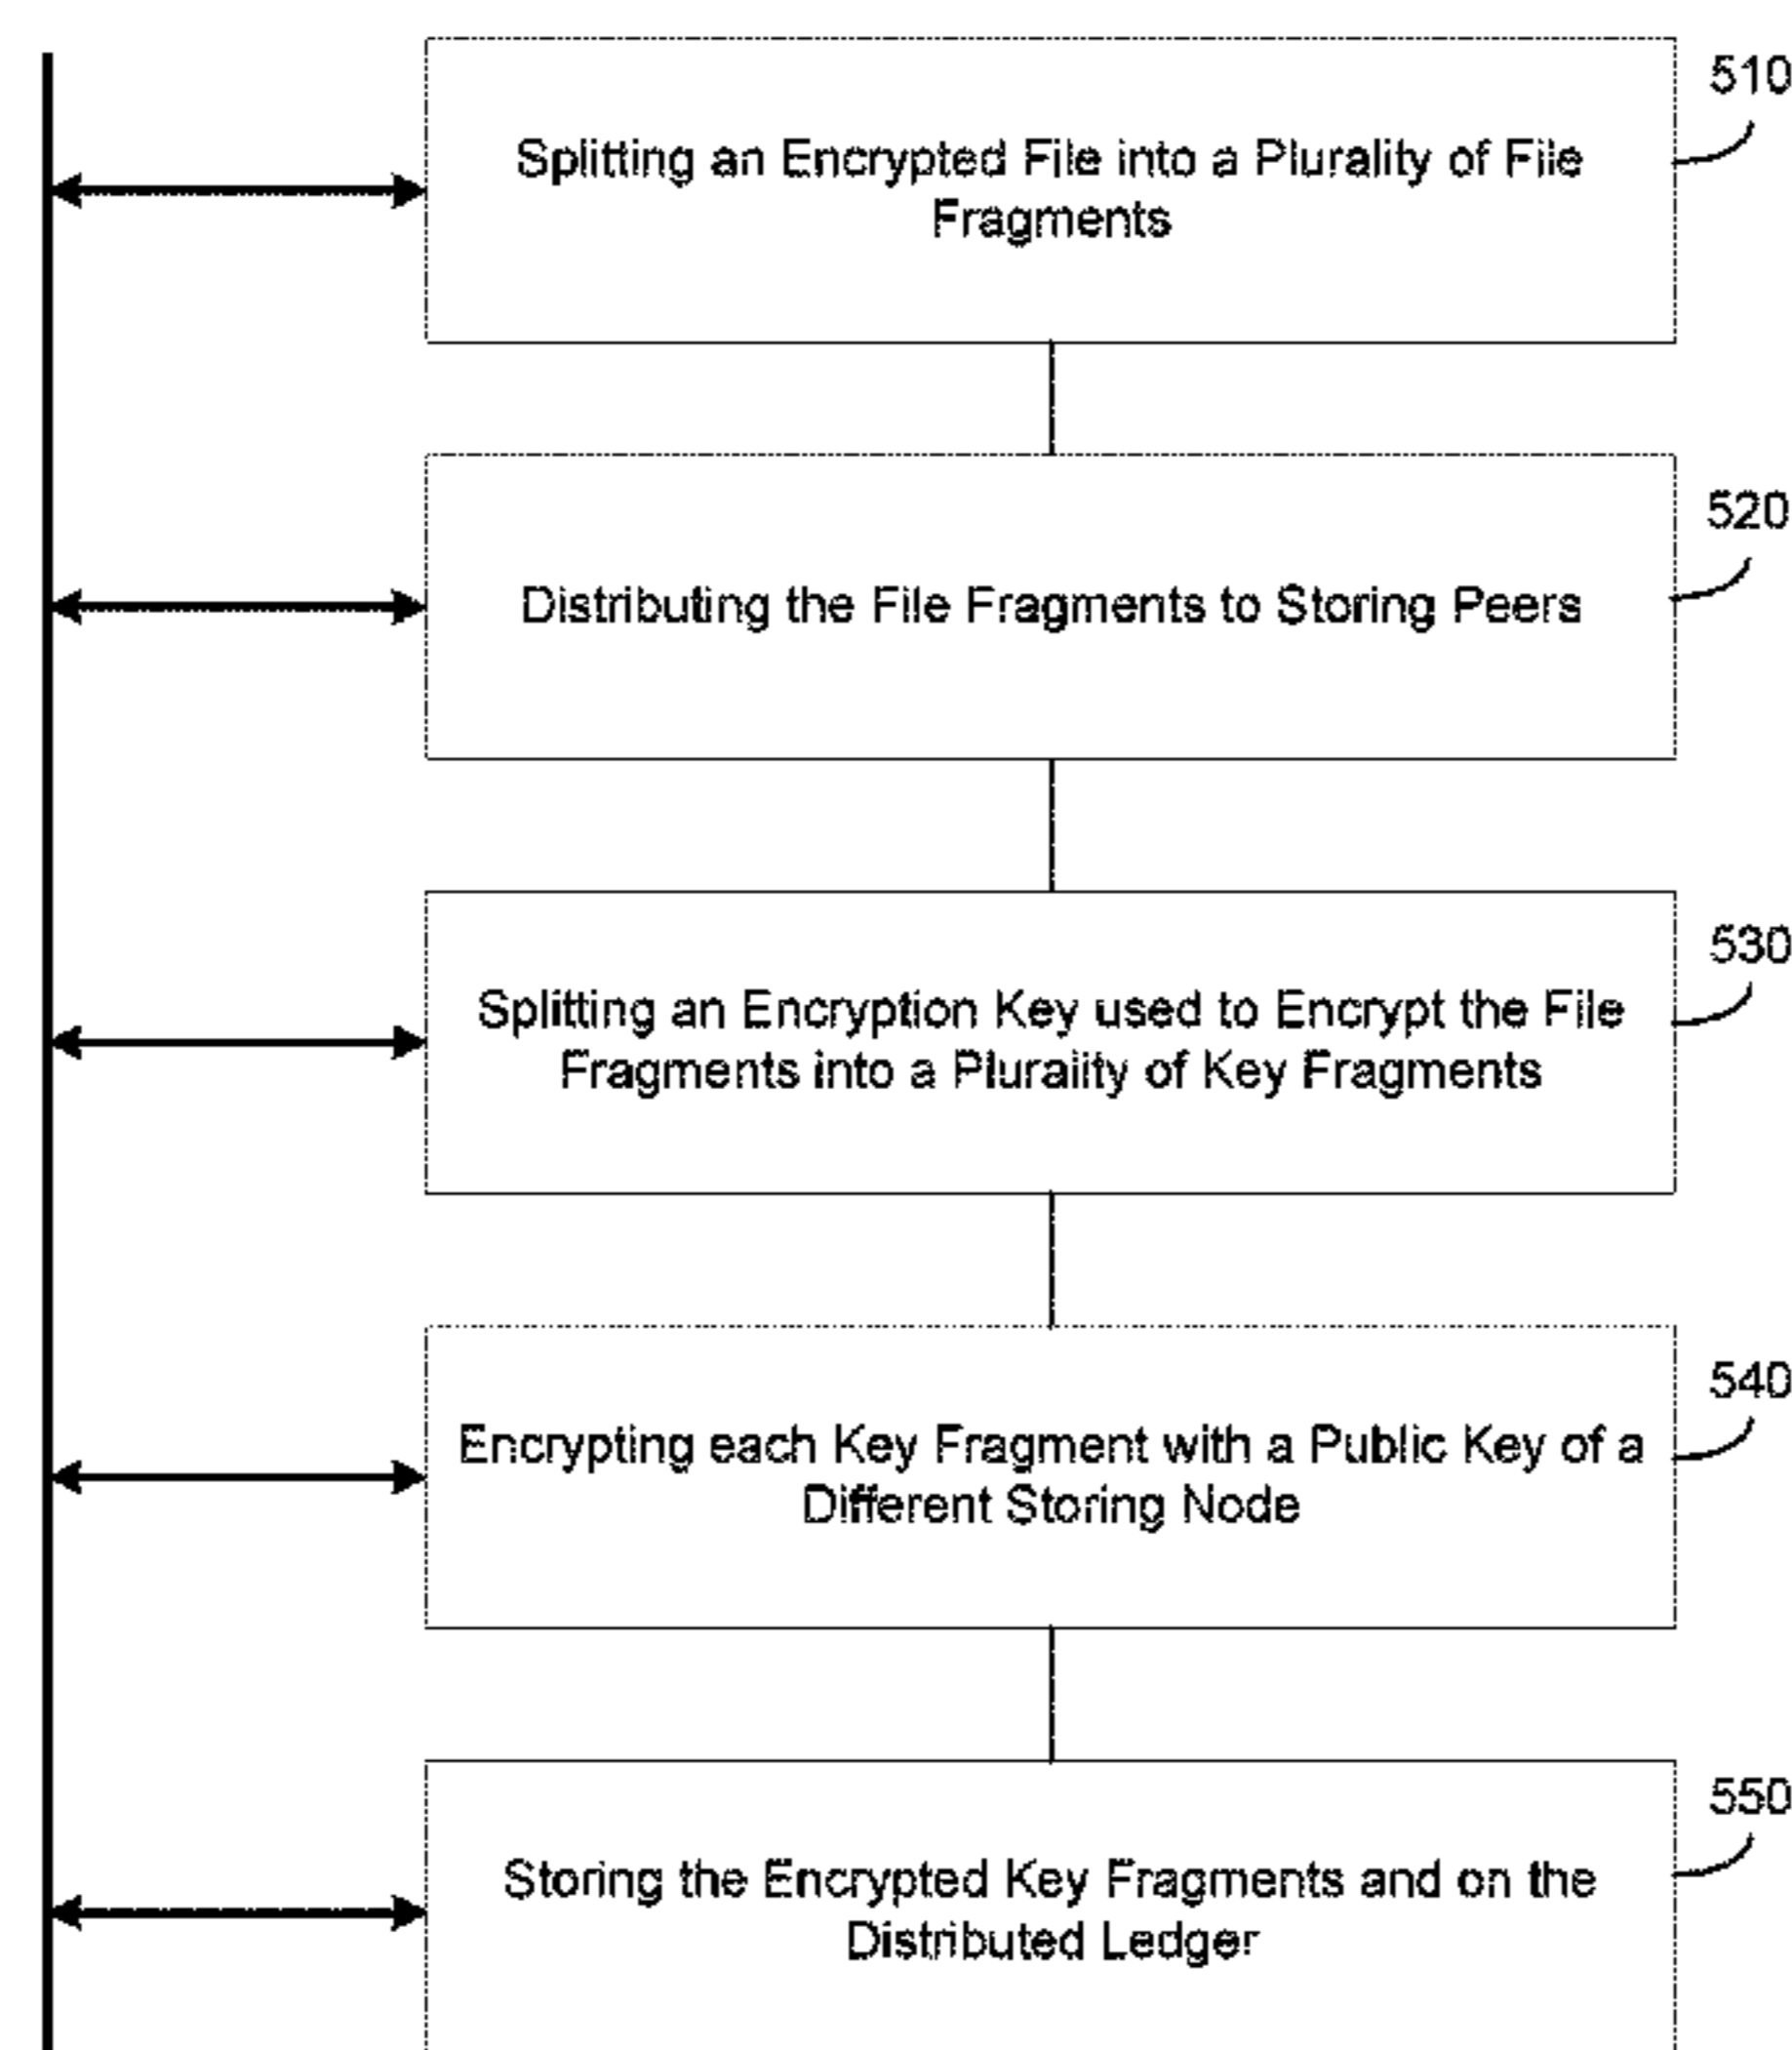 510
Splitting an Encrypted File into a Plurality of File
Fragments
520
Distributing the File Fragments to Storing Peers
530
Splitting an Encryption Key used to Encrypt the File
Fragments into a Plurality of Key Fragments
540
Encrypting each Key Fragment with a Public Key of a
Different Storing Node
550
Storing the Encrypted Key Fragments and on the
Distributed Ledger